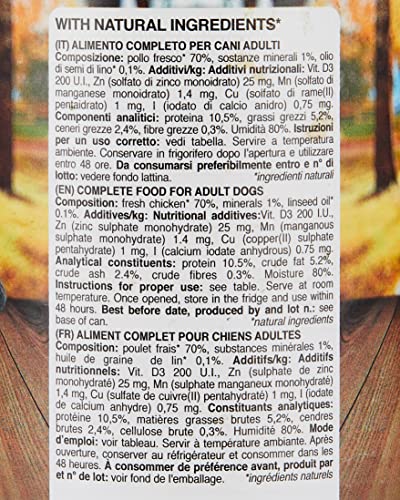 WITH NATURAL INGREDIENTS*
(IT) ALIMENTO COMPLETO PER CANI ADULTI
Composizione: pollo fresco* 70%, sostanze minerali 1%, olio
di semi di lino* 0,1%. Additivi/kg: Additivi nutrizionali: Vit. D3
200 U.I., Zn (solfato di zinco monoidrato) 25 mg, Mn (solfato di
manganese monoidrato) 1,4 mg, Cu (solfato di rame(II)
pentaidrato) 1 mg, I (iodato di calcio anidro) 0,75 mg.
Componenti analitici: proteina 10,5%, grassi grezzi 5,2%,
ceneri grezze 2,4%, fibre grezze 0,3%. Umidità 80%. Istruzioni
per un uso corretto: vedi tabella. Servire a temperatura
ambiente. Conservare in frigorifero dopo l'apertura e utilizzare
entro 48 ore. Da consumarsi preferibilmente entro e n° di
lotto: vedere fondo lattina. *ingredienti naturali
(EN) COMPLETE FOOD FOR ADULT DOGS
Composition: fresh chicken* 70%, minerals 1%, linseed oil*
0.1%. Additives/kg: Nutritional additives: Vit. D3 200 I.U.,
Zn (zinc sulphate monohydrate) 25 mg, Mn (manganous
sulphate monohydrate) 1.4 mg, Cu (copper(II) sulphate
pentahydrate) 1 mg, I (calcium iodate anhydrous) 0.75 mg.
Analytical constituents: protein 10.5%, crude fat 5.2%,
crude ash 2.4%, crude fibres 0.3%. Moisture 80%.
Instructions for proper use: see table. Serve at room
temperature. Once opened, store in the fridge and use within
48 hours. Best before date, produced by and lot n.: see
base of can. *natural ingredients
(FR) ALIMENT COMPLET POUR CHIENS ADULTES
Composition: poulet frais* 70%, substances minérales 1%,
huile de graine de lin* 0,1%. Additifs/kg: Additifs
nutritionnels: Vit. D3 200 U.I., Zn (sulfate de zinc
monohydraté) 25 mg, Mn (sulphate manganeux monohydraté)
1,4 mg, Cu (sulfate de cuivre(II) pentahydraté) 1 mg, I (iodate
de calcium anhydre) 0,75 mg. Constituants analytiques:
protéine 10,5%, matières grasses brutes 5,2%, cendres
brutes 2,4%, cellulose brute 0,3%. Humidité 80%. Mode
d'emploi: voir tableau. Servir à température ambiante. Après
ouverture, conserver au réfrigérateur et consommer dans les
48 heures. À consommer de préférence avant, produit par
et n° de lot: voir fond de l'emballage. *ingrédients naturels